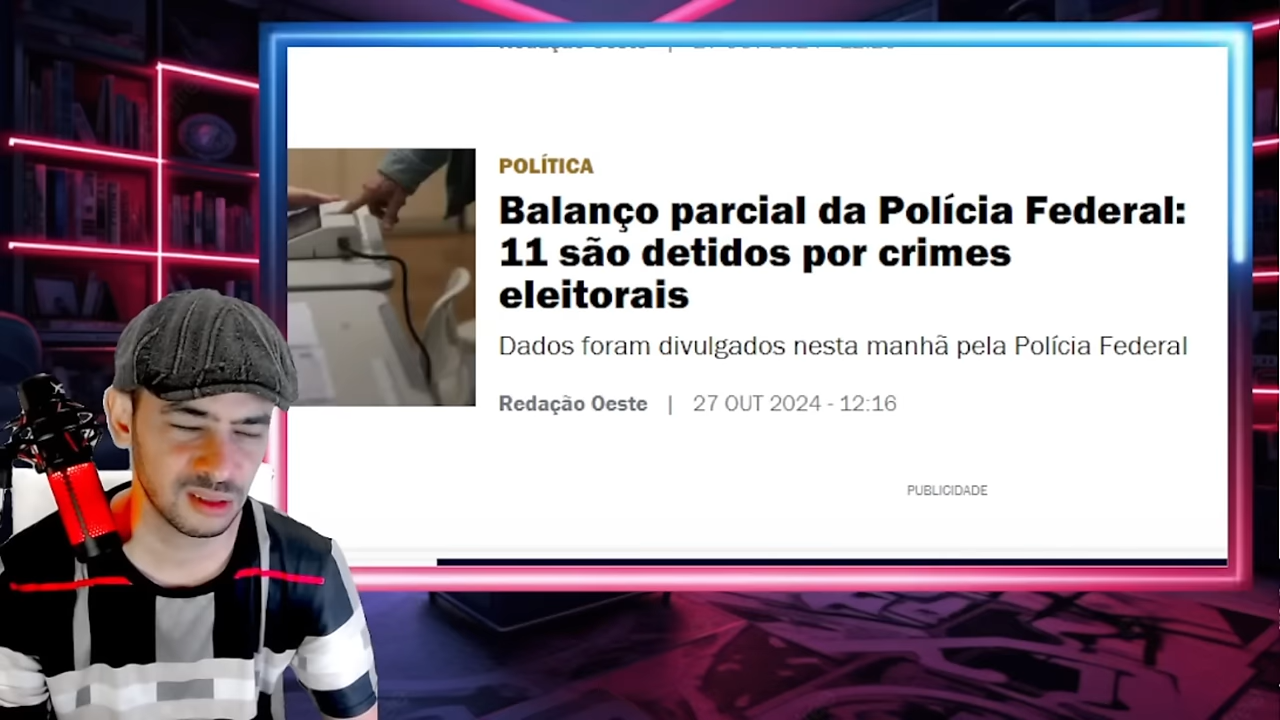 POLÍTICA
Balanço parcial da Polícia Federal:
11 são detidos por crimes
eleitorais
Dados foram divulgados nesta manhã pela Polícia Federal
Redação Oeste | 27 OUT 2024 - 12:16
PUBLICIDADE